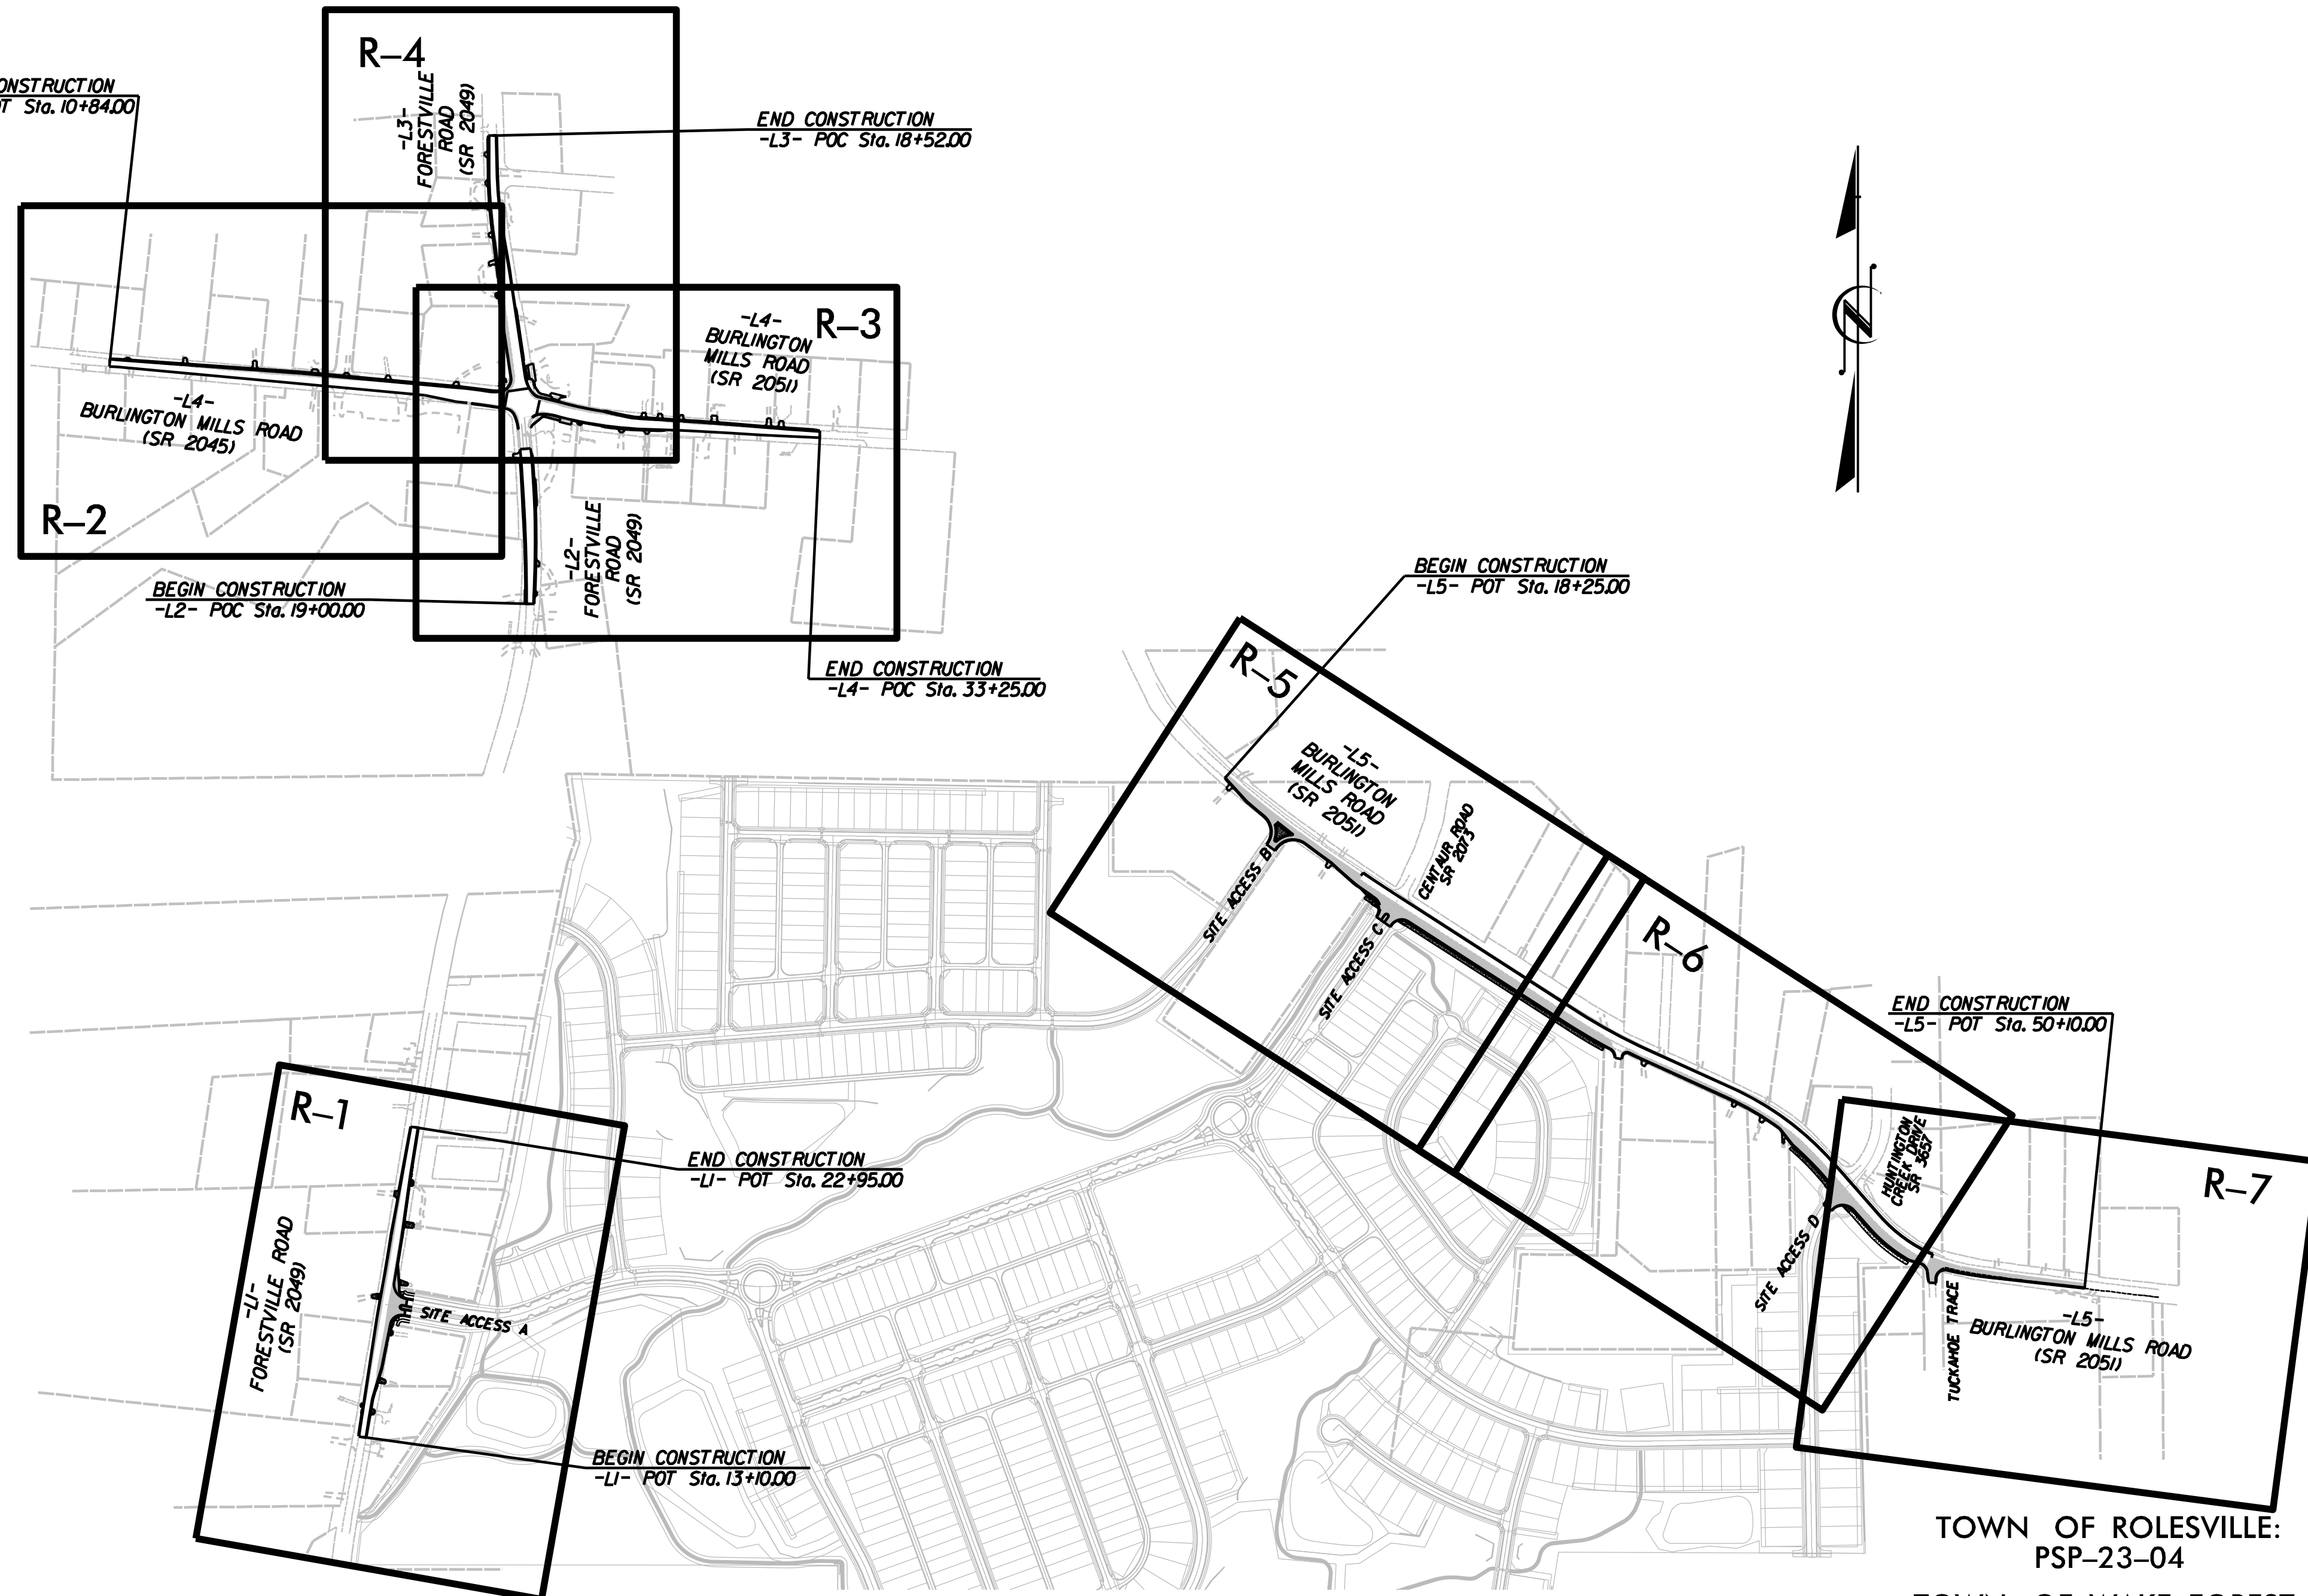 R–4
-L3-
FORESTVILLE
ROAD
(SR 2049)
CONSTRUCTION
Sta. 10+84.00
END CONSTRUCTION
-L3- POC Sta. 18+52.00
-L4-
BURLINGTON
MILLS ROAD
(SR 2051)
R–3
-L4-
BURLINGTON MILLS ROAD
(SR 2045)
R–2
-L2-
FORESTVILLE
ROAD
(SR 2049)
BEGIN CONSTRUCTION
-L2- POC Sta. 19+00.00
END CONSTRUCTION
-L4- POC Sta. 33+25.00
N
BEGIN CONSTRUCTION
-L5- POT Sta. 18+25.00
R–5
-L5-
BURLINGTON
MILLS ROAD
(SR 2051)
CENTAUR ROAD
SR 2073
SITE ACCESS B
SITE ACCESS C
R–6
END CONSTRUCTION
-L5- POT Sta. 50+10.00
HUNTINGTON
CREEK DRIVE
SR 3657
R–7
SITE ACCESS D
TUCKAHOE TRACE
-L5-
BURLINGTON MILLS ROAD
(SR 2051)
R–1
END CONSTRUCTION
-L1- POT Sta. 22+95.00
-L1-
FORESTVILLE ROAD
(SR 2049)
SITE ACCESS A
BEGIN CONSTRUCTION
-L1- POT Sta. 13+10.00
TOWN OF ROLESVILLE:
PSP–23–04
TOWN OF WAKE FOREST